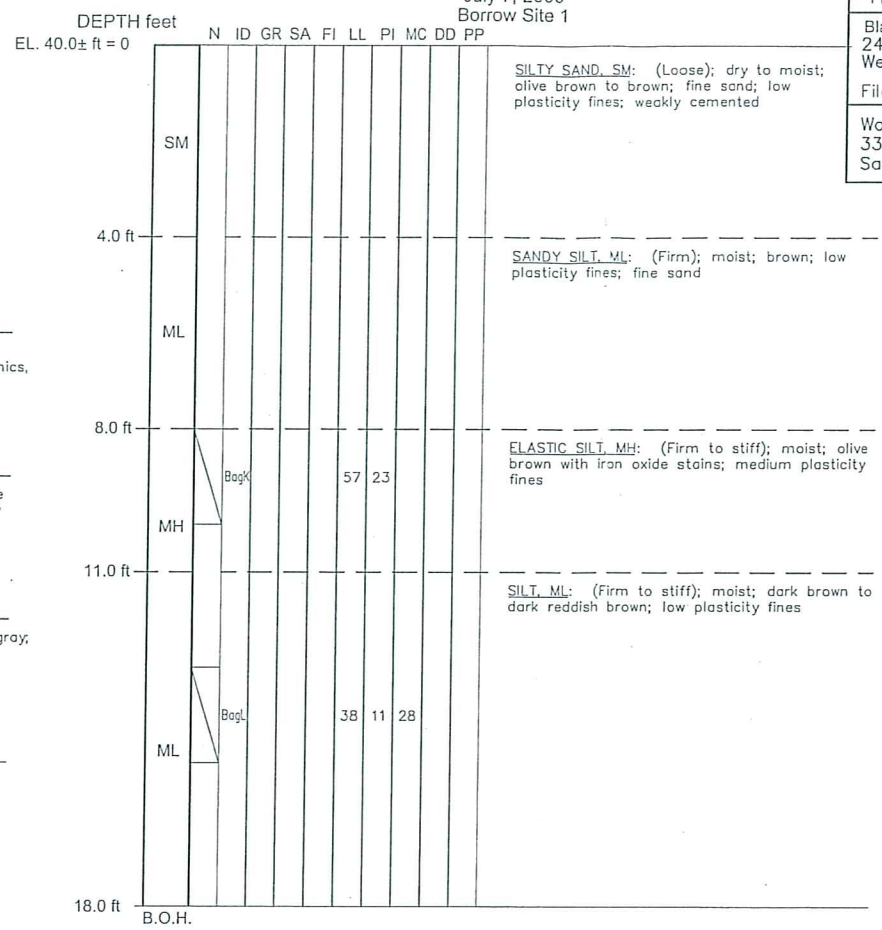 Borrow Site 1
DEPTH feet
N ID GR SA FI LL PI MC DD PP
EL. 40.0± ft = 0
SILTY SAND, SM: (Loose); dry to moist;
olive brown to brown; fine sand; low
plasticity fines; weakly cemented
SM
4.0 ft
SANDY SILT, ML: (Firm); moist; brown; low
plasticity fines; fine sand
ML
8.0 ft
ELASTIC SILT, MH: (Firm to stiff); moist; olive
brown with iron oxide stains; medium plasticity
fines
BagK 57 23
MH
11.0 ft
SILT, ML: (Firm to stiff); moist; dark brown to
dark reddish brown; low plasticity fines
BagL 38 11 28
ML
18.0 ft
B.O.H.
gray;
24
33